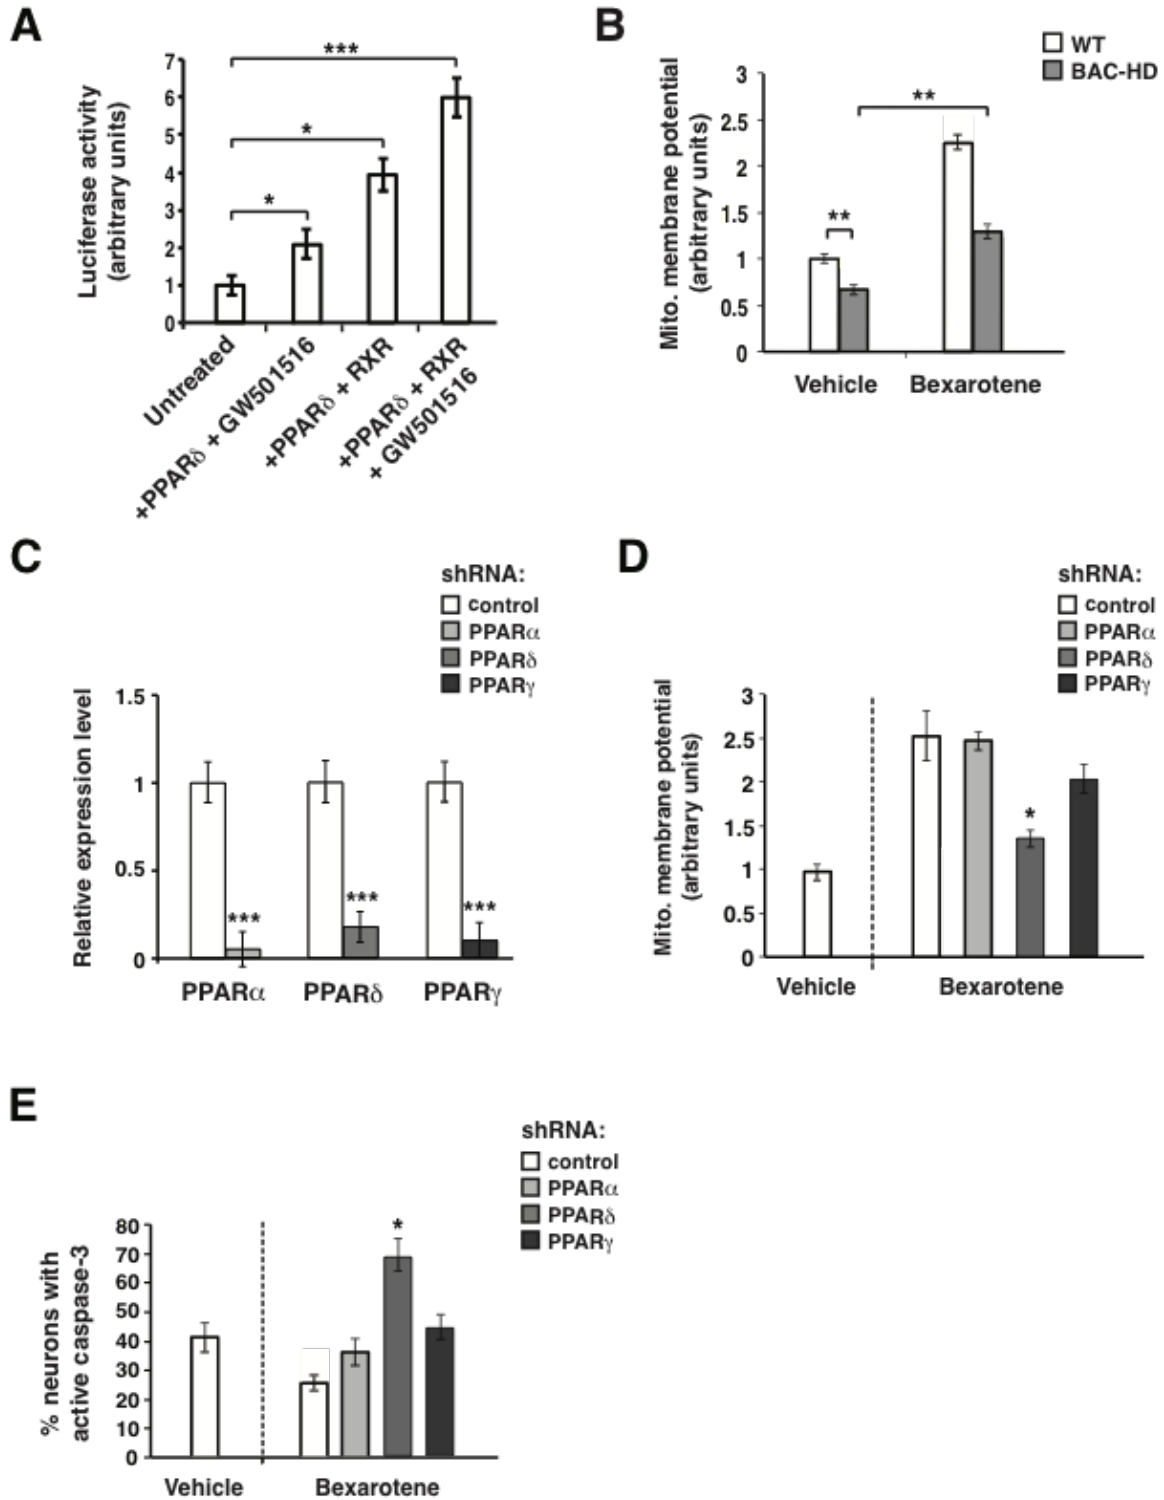 A
***
*
*
7
6
5
4
3
2
1
0
Luciferase activity
(arbitrary units)
Untreated
+PPARδ + GW501516
+PPARδ + RXR
+PPARδ + RXR
+ GW501516
B
WT
BAC-HD
**
**
3
2.5
2
1.5
1
0.5
0
Mito. membrane potential
(arbitrary units)
Vehicle
Bexarotene
C
shRNA:
control
PPARα
PPARδ
PPARγ
1.5
1
0.5
0
Relative expression level
***
***
***
PPARα
PPARδ
PPARγ
D
shRNA:
control
PPARα
PPARδ
PPARγ
3
2.5
2
1.5
1
0.5
0
Mito. membrane potential
(arbitrary units)
*
Vehicle
Bexarotene
E
shRNA:
control
PPARα
PPARδ
PPARγ
80
70
60
50
40
30
20
10
0
% neurons with
active caspase-3
*
Vehicle
Bexarotene